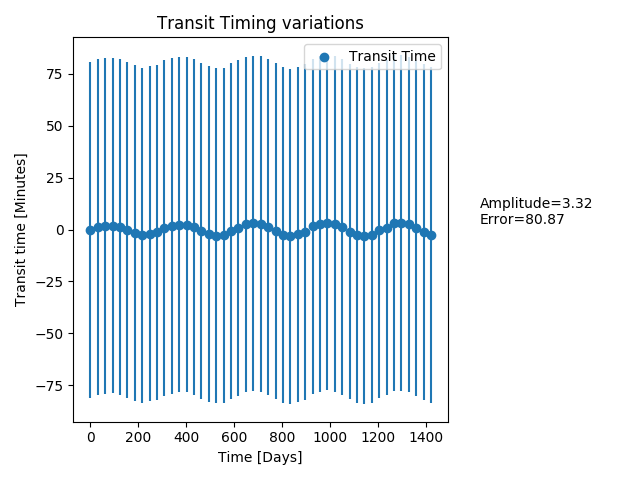 Transit Timing variations
Transit Time
75
50
25
0
−25
−50
−75
Transit time [Minutes]
0
200
400
600
800
1000
1200
1400
Time [Days]
Amplitude=3.32
Error=80.87